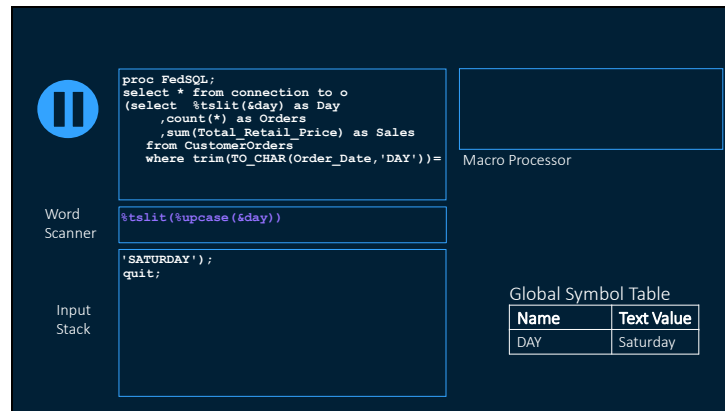 proc FedSQL;
select * from connection to o
(select  %tslit(&day) as Day
,count(*) as Orders
,sum(Total_Retail_Price) as Sales
from CustomerOrders
where trim(TO_CHAR(Order_Date,'DAY'))=
Macro Processor
Word
Scanner
%tslit(%upcase(&day))
'SATURDAY');
quit;
Input
Stack
Global Symbol Table
Name Text Value
DAY Saturday